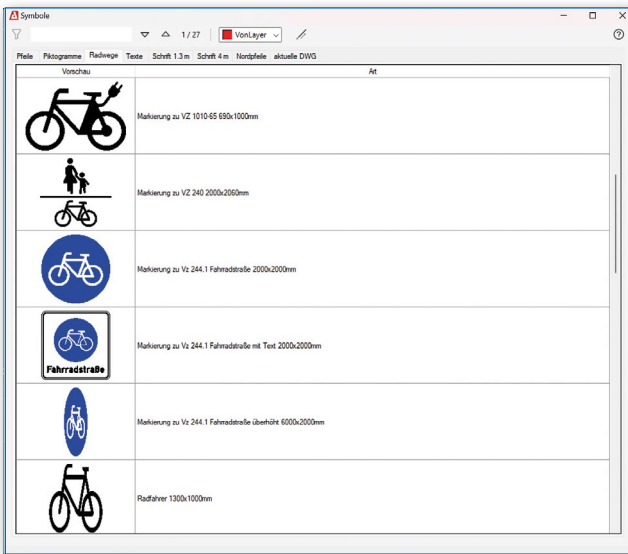 Symbole
1 / 27
VonLayer
Pfeile Piktogramme Radwege Texte Schrift 1.3 m Schrift 4 m Nordpfeile aktuelle DWG
Vorschau Art
Markierung zu VZ 1010-65 690x1000mm
Markierung zu VZ 240 2000x2060mm
Markierung zu Vz 244.1 Fahrradstraße 2000x2000mm
Fahrradstraße
Markierung zu Vz 244.1 Fahrradstraße mit Text 2000x2000mm
Markierung zu Vz 244.1 Fahrradstraße überhöht 6000x2000mm
Radfahrer 1300x1000mm